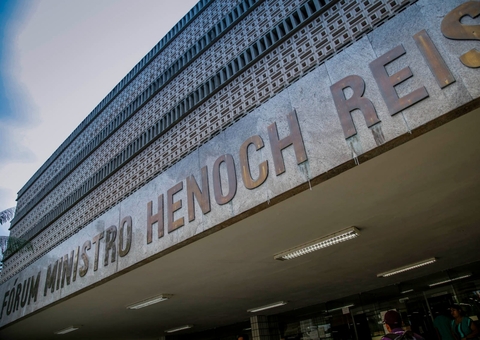 FÓRUM MINISTRO HENOCH REIS